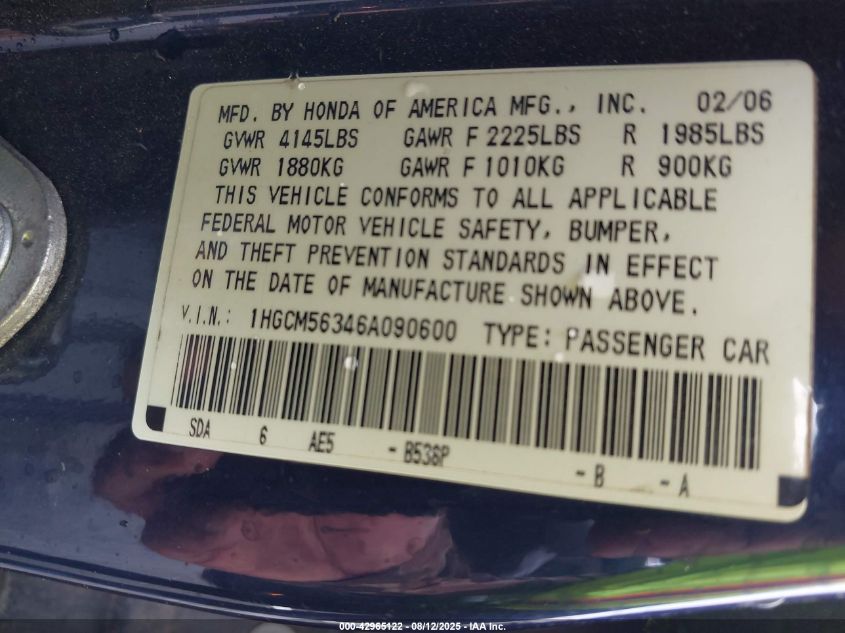 MFD. BY HONDA OF AMERICA MFG., INC. 02/06
GVWR 4145LBS GAWR F 2225LBS R 1985LBS
GVWR 1880KG GAWR F 1010KG R 900KG
THIS VEHICLE CONFORMS TO ALL APPLICABLE
FEDERAL MOTOR VEHICLE SAFETY, BUMPER,
AND THEFT PREVENTION STANDARDS IN EFFECT
ON THE DATE OF MANUFACTURE SHOWN ABOVE.
V.I.N.: 1HGCM56346A090600 TYPE: PASSENGER CAR
SDA 6 AE5 - B536P - B - A
000-42965122 - 08/12/2025 - IAA Inc.